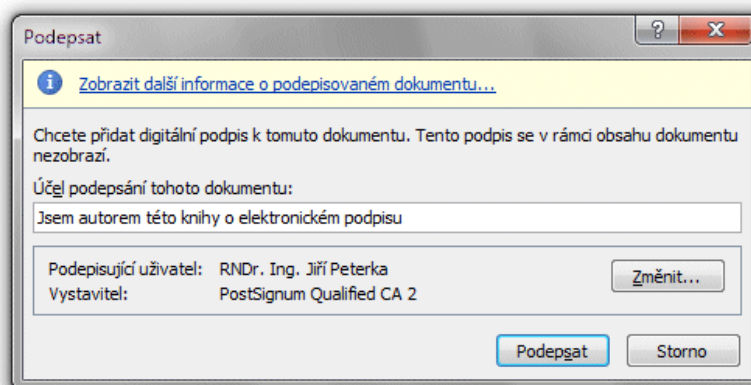 Podepsat
Zobrazit další informace o podepisovaném dokumentu...
Chcete přidat digitální podpis k tomuto dokumentu. Tento podpis se v rámci obsahu dokumentu
nezobrazí.
Účel podepsání tohoto dokumentu:
Jsem autorem této knihy o elektronickém podpisu
Podepisující uživatel: RNDr. Ing. Jiří Peterka
Změnit...
Vystavitel: PostSignum Qualified CA 2
Podepsat Storno